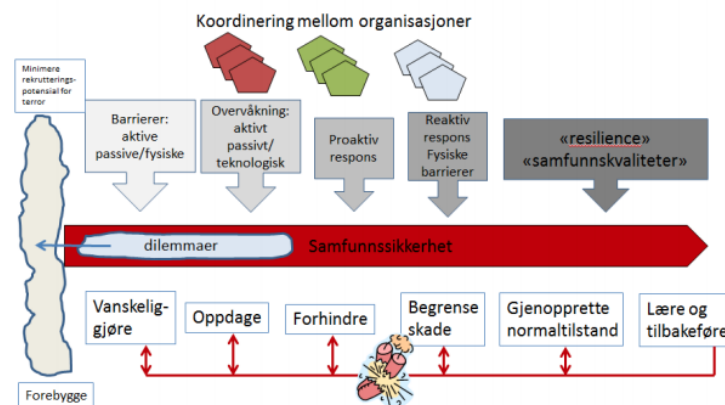 Koordinering mellom organisasjoner
Minimere
rekrutterings-
potensial for
terror
Barrierer:
aktive
passive/fysiske
Overvåkning:
aktivt
passivt/
teknologisk
Proaktiv
respons
Reaktiv
respons
Fysiske
barrierer
«resilience»
«samfunnskvaliteter»
dilemmaer
Samfunnssikkerhet
Vanskelig-
gjøre
Oppdage
Forhindre
Begrense
skade
Gjenopprette
normaltilstand
Lære og
tilbakeføre
Forebygge